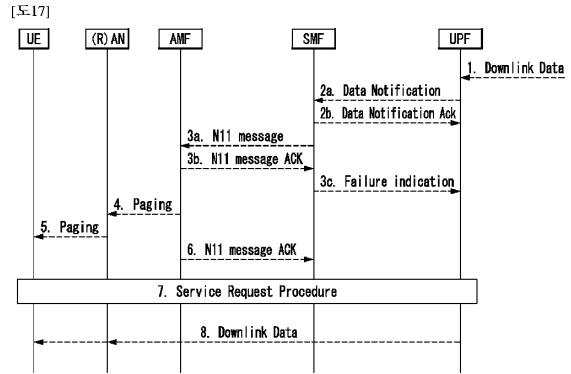 [도17]
UE (R)AN AMF SMF UPF
1. Downlink Data
2a. Data Notification
2b. Data Notification Ack
3a. N11 message
3b. N11 message ACK
3c. Failure indication
4. Paging
5. Paging
6. N11 message ACK
7. Service Request Procedure
8. Downlink Data